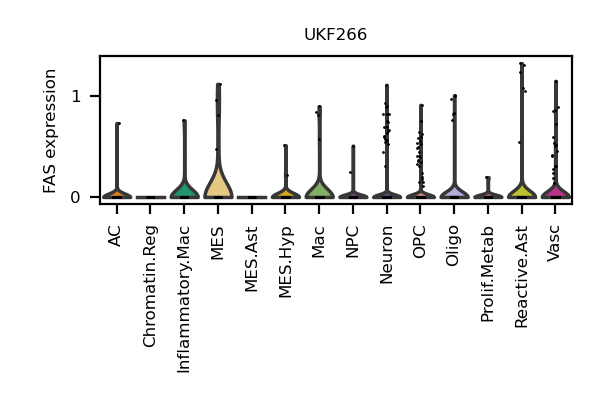 UKF266
FAS expression
1
0
AC
Chromatin.Reg
Inflammatory.Mac
MES
MES.Ast
MES.Hyp
Mac
NPC
Neuron
OPC
Oligo
Prolif.Metab
Reactive.Ast
Vasc